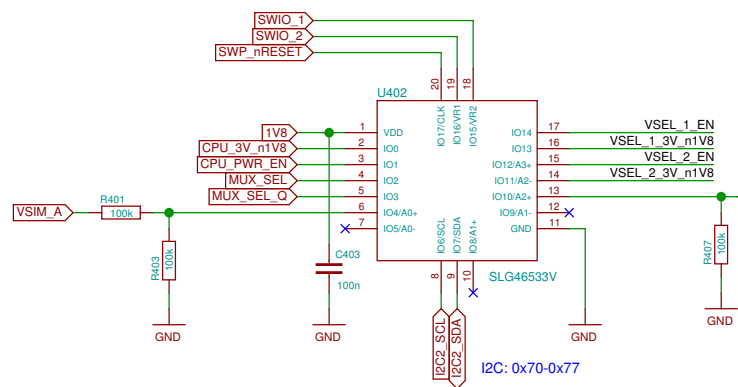 SWIO_1
SWIO_2
SWP_nRESET
20
19
18
U402
IO17/CLK
IO16/VR1
IO15/VR2
1V8
1
VDD
IO14
17
VSEL_1_EN
CPU_3V_n1V8
2
IO0
IO13
16
VSEL_1_3V_n1V8
CPU_PWR_EN
3
IO1
IO12/A3+
15
VSEL_2_EN
MUX_SEL
4
IO2
IO11/A2-
14
VSEL_2_3V_n1V8
MUX_SEL_Q
5
IO3
IO10/A2+
13
R401
VSIM_A
100k
6
IO4/A0+
IO9/A1-
12
7
IO5/A0-
GND
11
IO6/SCL
IO7/SDA
IO8/A1+
R403
100k
C403
100n
R407
100k
SLG46533V
8
9
10
GND
GND
GND
GND
I2C2_SCL
I2C2_SDA
I2C: 0x70-0x77